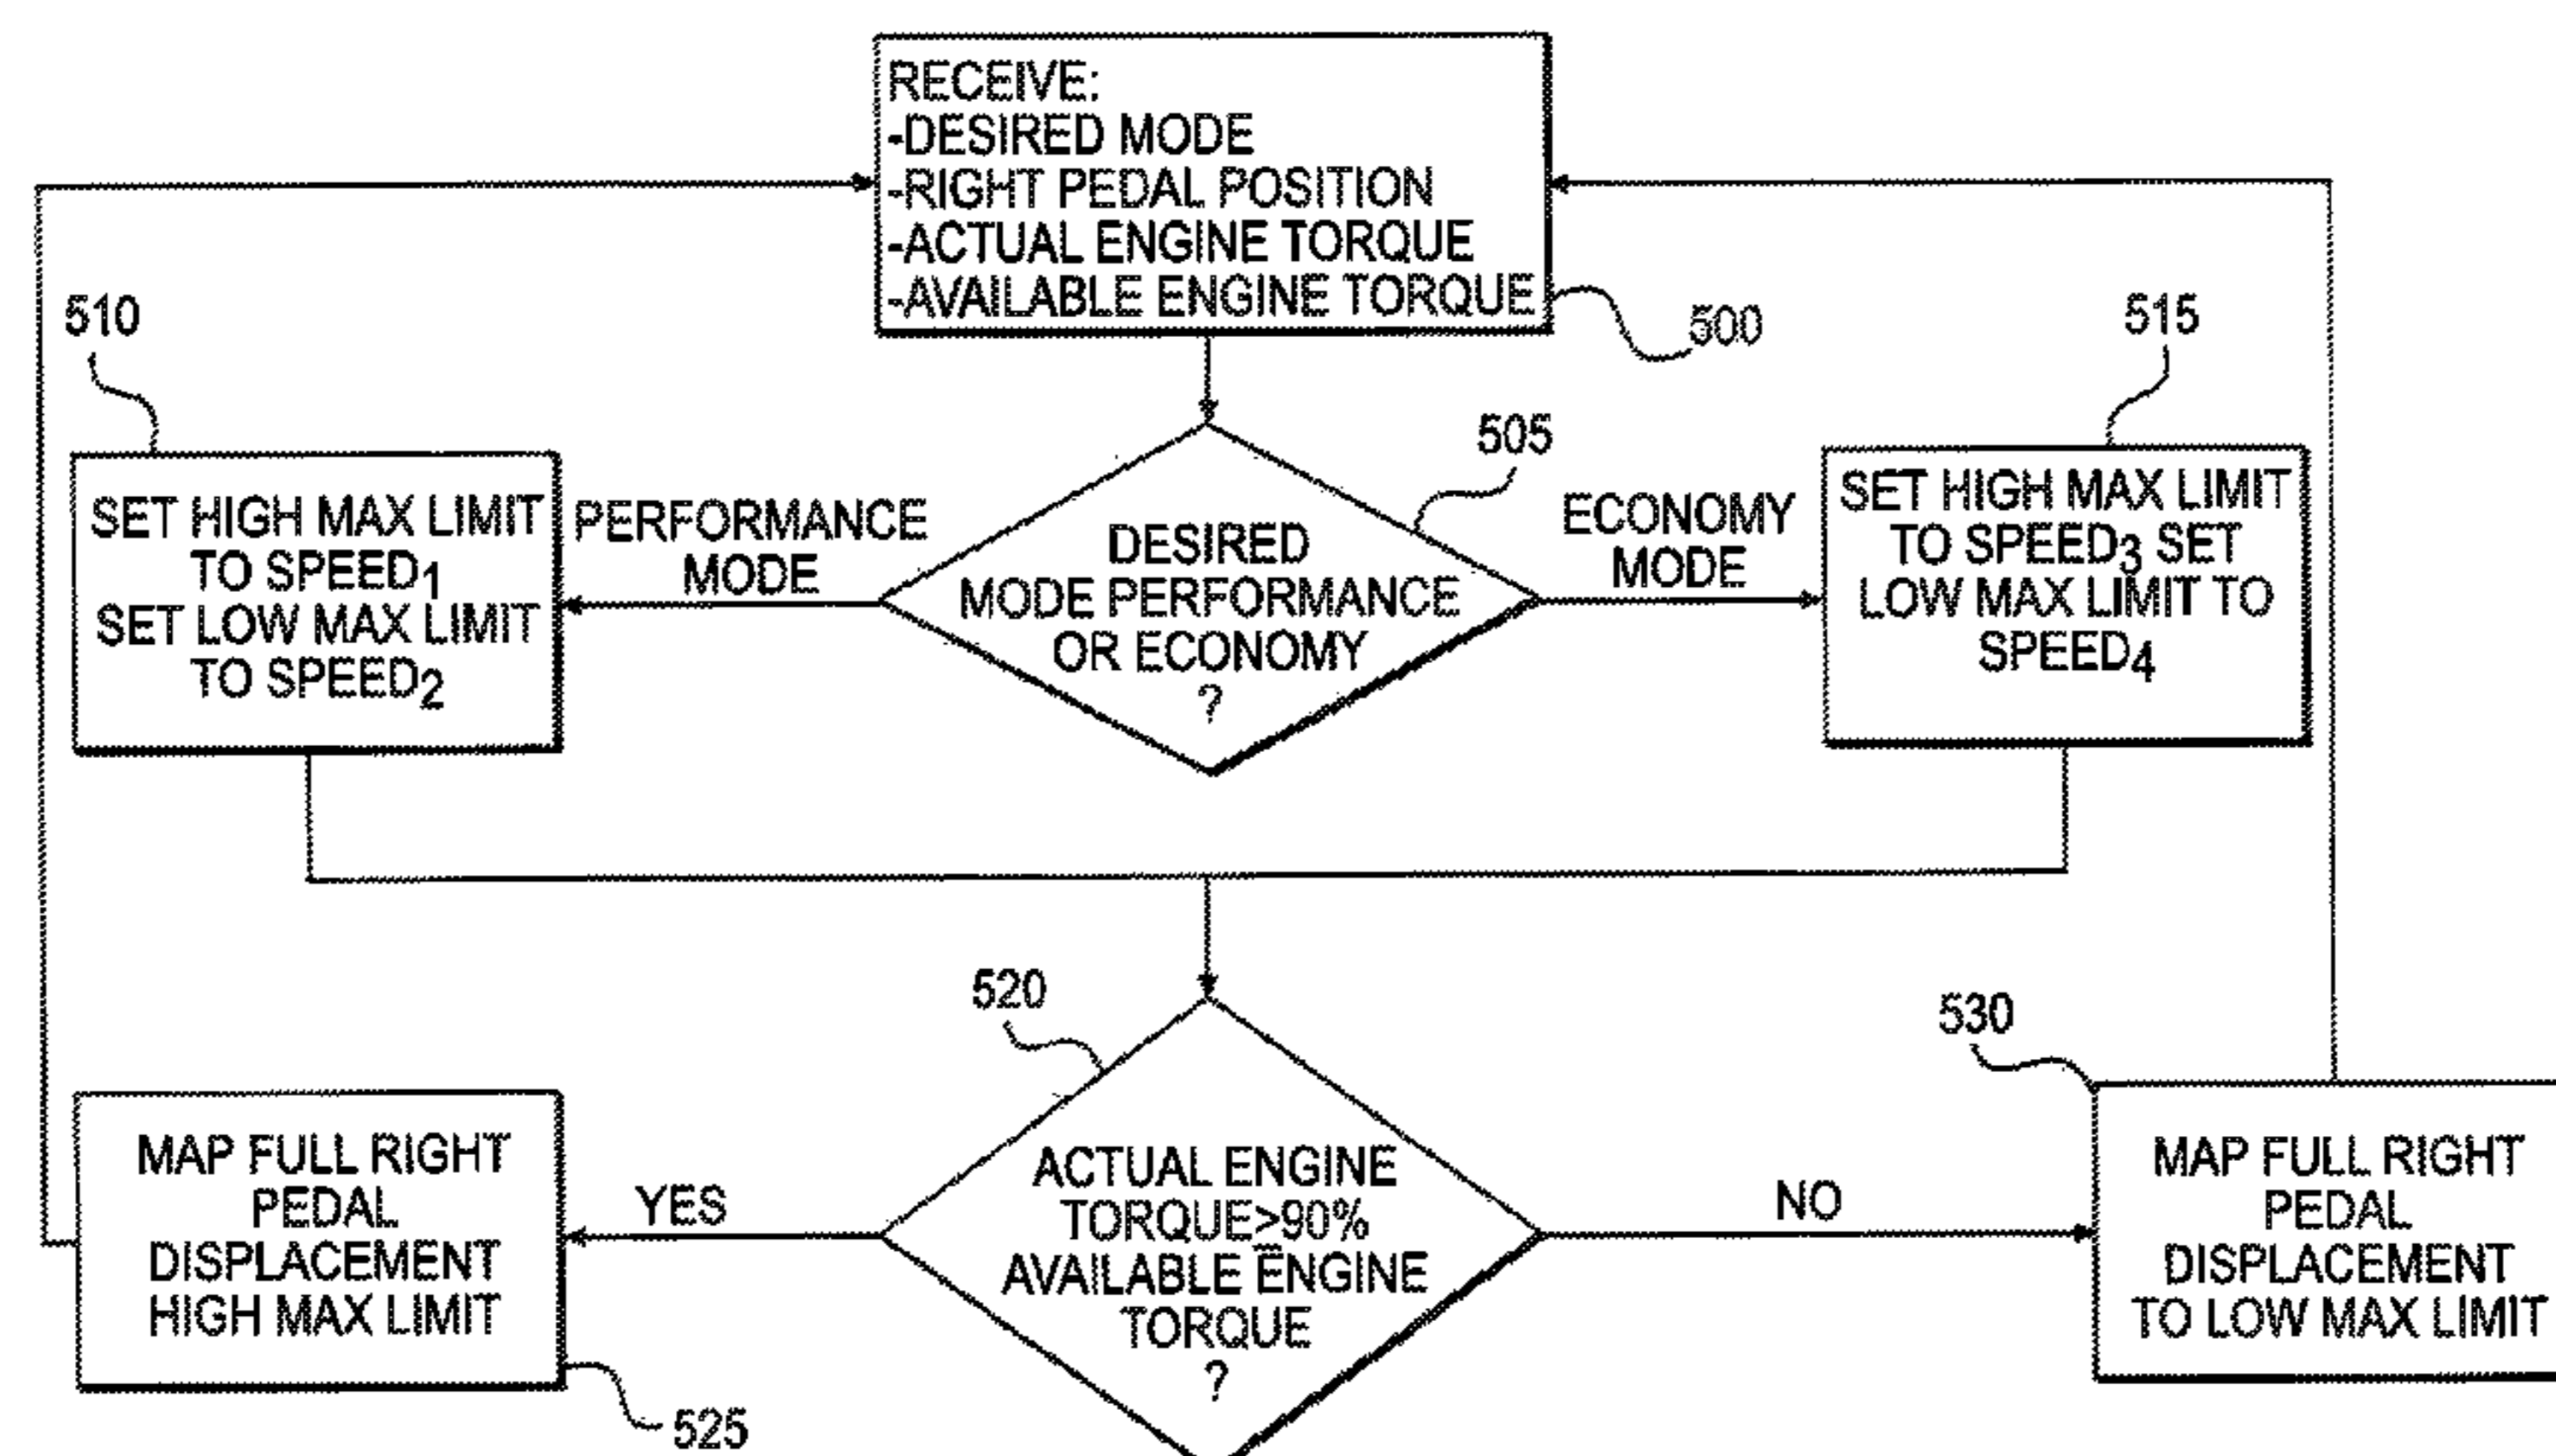 RECEIVE:
-DESIRED MODE
-RIGHT PEDAL POSITION
-ACTUAL ENGINE TORQUE
-AVAILABLE ENGINE TORQUE
500
510
SET HIGH MAX LIMIT
TO SPEED1
SET LOW MAX LIMIT
TO SPEED2
PERFORMANCE
MODE
505
DESIRED
MODE PERFORMANCE
OR ECONOMY
?
ECONOMY
MODE
515
SET HIGH MAX LIMIT
TO SPEED3 SET
LOW MAX LIMIT TO
SPEED4
520
ACTUAL ENGINE
TORQUE>90%
AVAILABLE ENGINE
TORQUE
?
YES
MAP FULL RIGHT
PEDAL
DISPLACEMENT
HIGH MAX LIMIT
525
NO
530
MAP FULL RIGHT
PEDAL
DISPLACEMENT
TO LOW MAX LIMIT